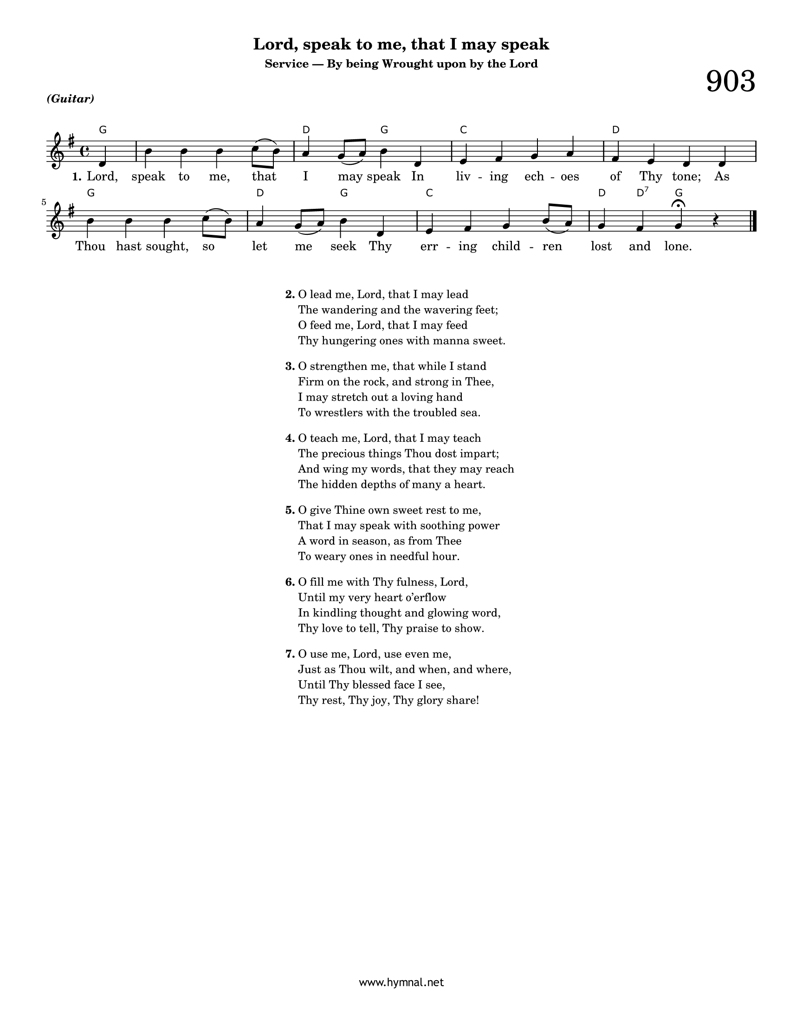 Lord, speak to me, that I may speak
Service — By being Wrought upon by the Lord
903
(Guitar)
G D G C D
1. Lord, speak to me, that I may speak In liv - ing ech - oes of Thy tone; As
G D G C D D7 G
5
Thou hast sought, so let me seek Thy err - ing child - ren lost and lone.
2. O lead me, Lord, that I may lead
The wandering and the wavering feet;
O feed me, Lord, that I may feed
Thy hungering ones with manna sweet.
3. O strengthen me, that while I stand
Firm on the rock, and strong in Thee,
I may stretch out a loving hand
To wrestlers with the troubled sea.
4. O teach me, Lord, that I may teach
The precious things Thou dost impart;
And wing my words, that they may reach
The hidden depths of many a heart.
5. O give Thine own sweet rest to me,
That I may speak with soothing power
A word in season, as from Thee
To weary ones in needful hour.
6. O fill me with Thy fulness, Lord,
Until my very heart o'erflow
In kindling thought and glowing word,
Thy love to tell, Thy praise to show.
7. O use me, Lord, use even me,
Just as Thou wilt, and when, and where,
Until Thy blessed face I see,
Thy rest, Thy joy, Thy glory share!
www.hymnal.net